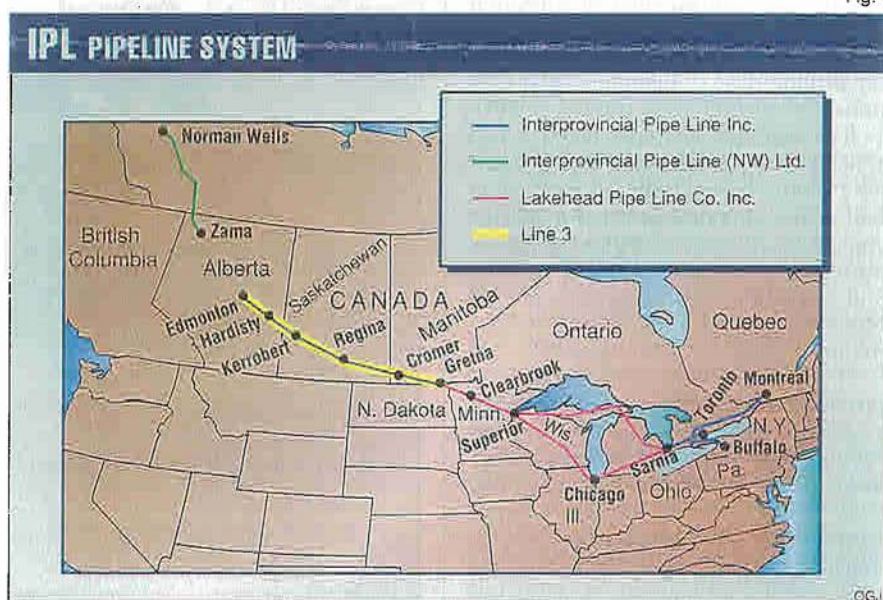 Fig.
IPL PIPELINE SYSTEM
Interprovincial Pipe Line Inc.
Interprovincial Pipe Line (NW) Ltd.
Lakehead Pipe Line Co. Inc.
Line 3
Norman Wells
Zama
British
Columbia
Alberta
Saskatchewan
CANADA
Manitoba
Ontario
Quebec
Edmonton
Hardisty
Kerrobert
Regina
Cromer
Gretna
Clearbrook
N. Dakota
Minn.
Superior
Wis.
Toronto
Montreal
N.Y.
Sarnia
Buffalo
Pa.
Chicago
Ill
Ohio
OGJ